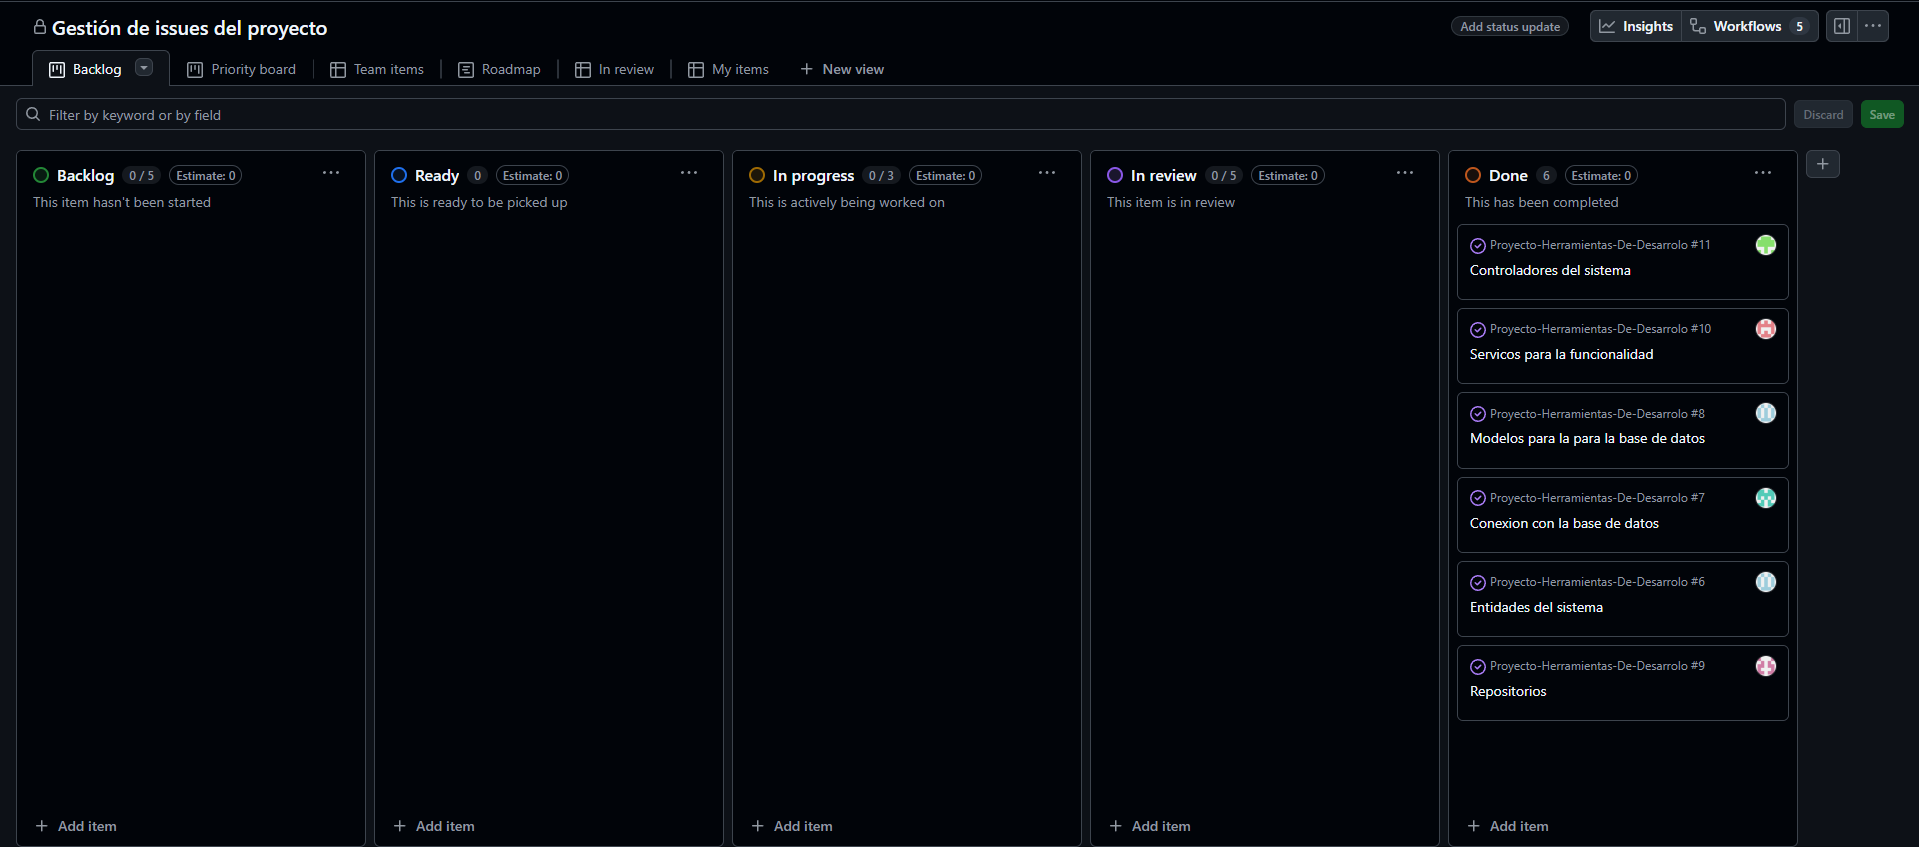 Gestión de issues del proyecto
Add status update
Insights
Workflows 5
Backlog
Priority board
Team items
Roadmap
In review
My items
New view
Filter by keyword or by field
Discard
Save
Backlog 0 / 5 Estimate: 0
This item hasn't been started
Add item
Ready 0 Estimate: 0
This is ready to be picked up
Add item
In progress 0 / 3 Estimate: 0
This is actively being worked on
Add item
In review 0 / 5 Estimate: 0
This item is in review
Add item
Done 6 Estimate: 0
This has been completed
Proyecto-Herramientas-De-Desarrolo #11
Controladores del sistema
Proyecto-Herramientas-De-Desarrolo #10
Servicos para la funcionalidad
Proyecto-Herramientas-De-Desarrolo #8
Modelos para la para la base de datos
Proyecto-Herramientas-De-Desarrolo #7
Conexion con la base de datos
Proyecto-Herramientas-De-Desarrolo #6
Entidades del sistema
Proyecto-Herramientas-De-Desarrolo #9
Repositorios
Add item